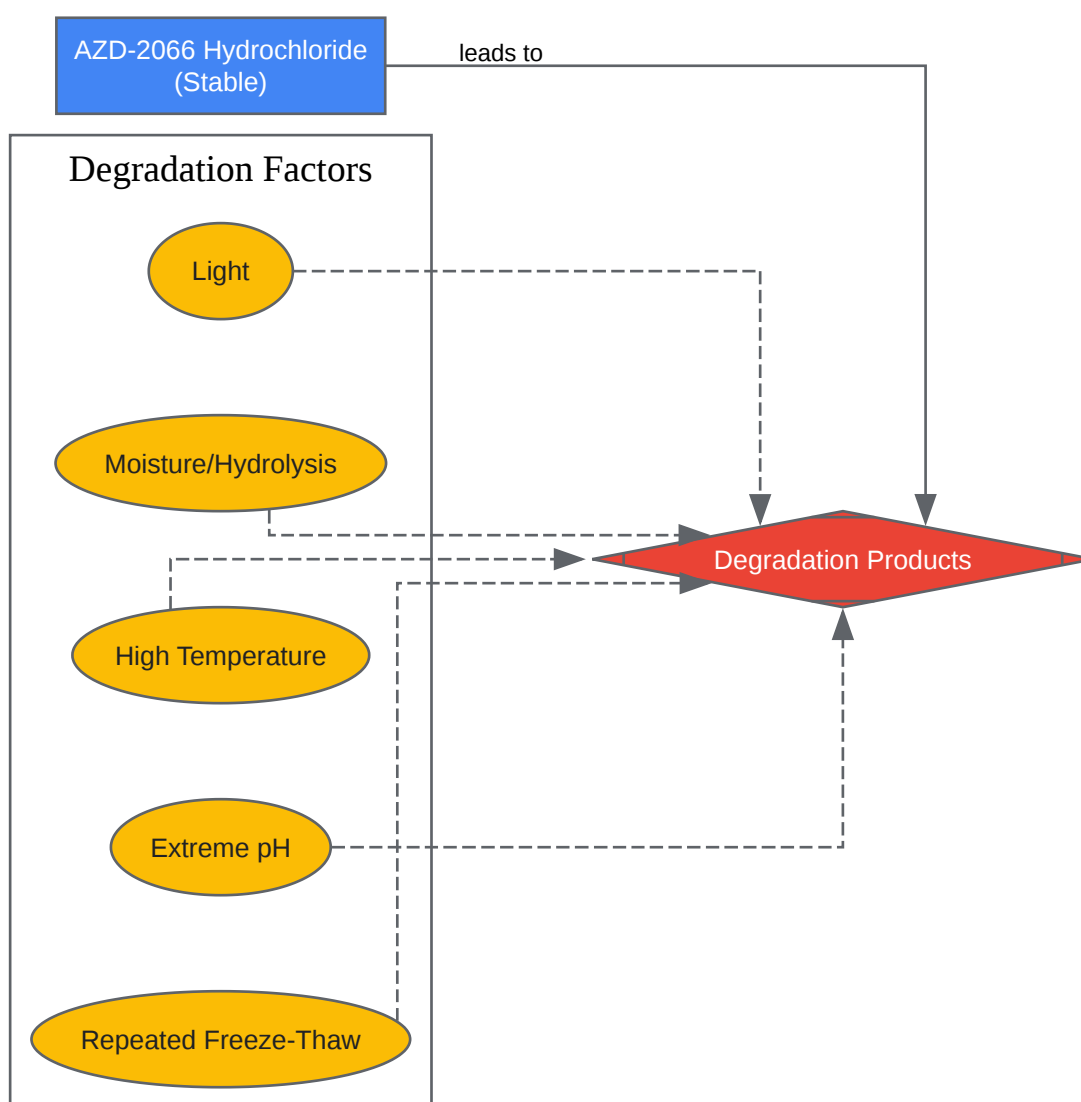 AZD-2066 Hydrochloride
(Stable)
leads to
Degradation Factors
Light
Moisture/Hydrolysis
Degradation Products
High Temperature
Extreme pH
Repeated Freeze-Thaw